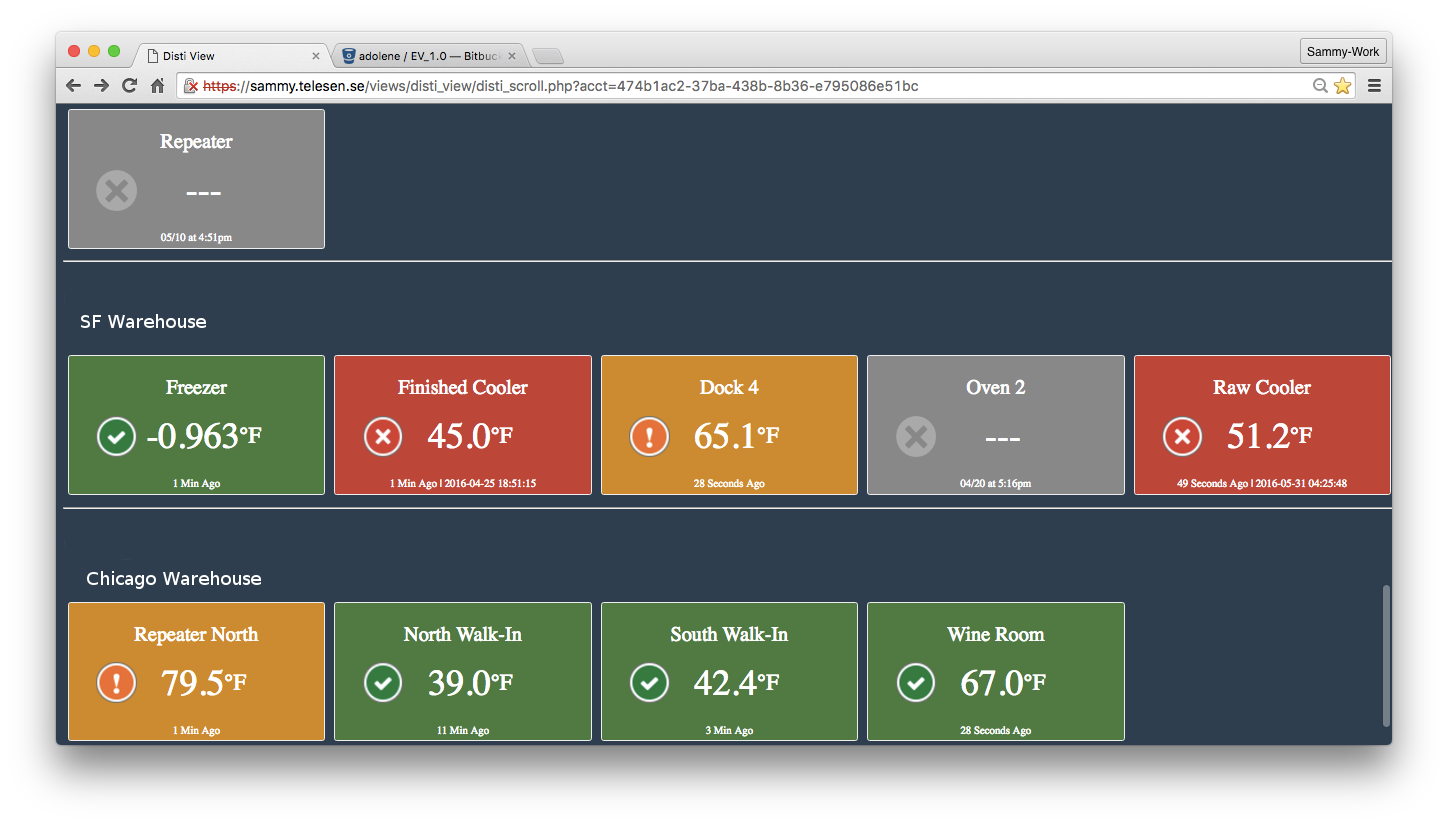 Disti View
adolene / EV_1.0 — Bitbuc
Sammy-Work
https://sammy.telesen.se/views/disti_view/disti_scroll.php?acct=474b1ac2-37ba-438b-8b36-e795086e51bc
Repeater
---
05/10 at 4:51pm
SF Warehouse
Freezer
-0.963°F
1 Min Ago
Finished Cooler
45.0°F
1 Min Ago | 2016-04-25 18:51:15
Dock 4
65.1°F
28 Seconds Ago
Oven 2
---
04/20 at 5:16pm
Raw Cooler
51.2°F
49 Seconds Ago | 2016-05-31 04:25:48
Chicago Warehouse
Repeater North
79.5°F
1 Min Ago
North Walk-In
39.0°F
11 Min Ago
South Walk-In
42.4°F
3 Min Ago
Wine Room
67.0°F
28 Seconds Ago